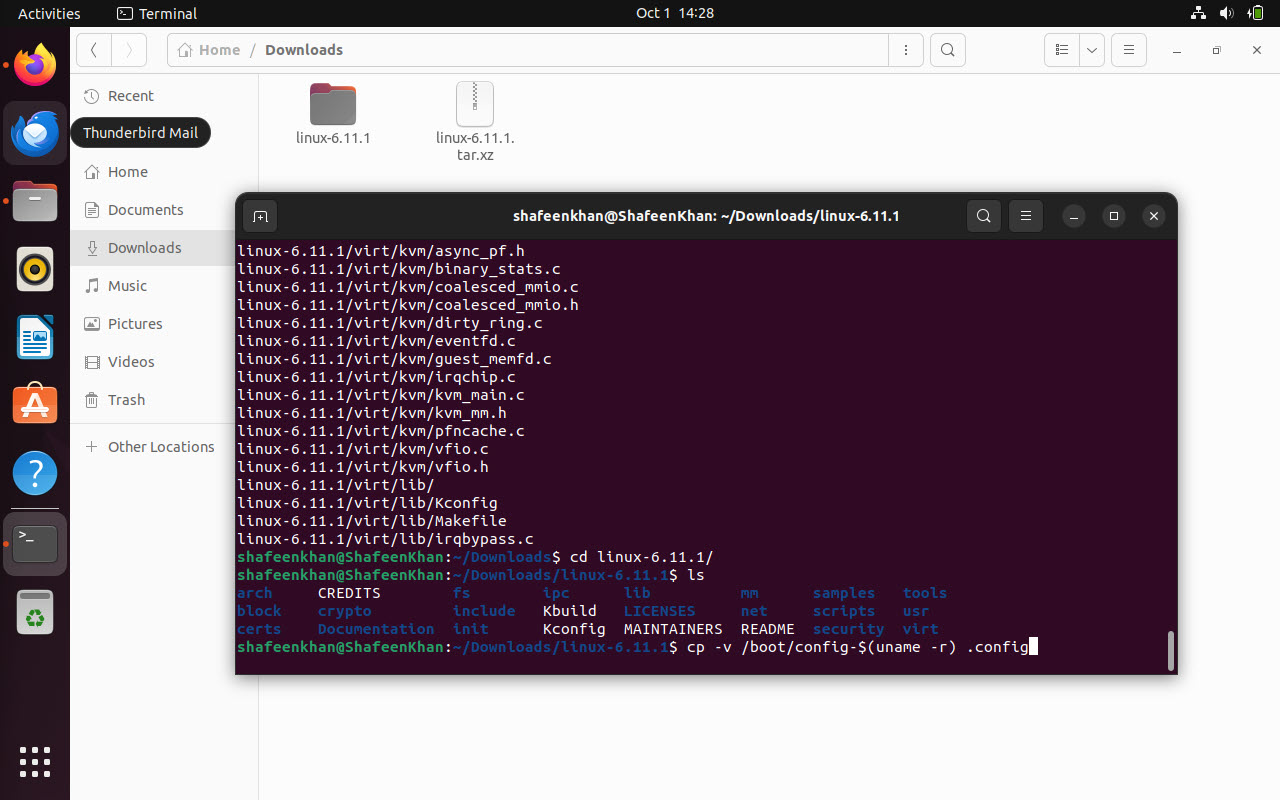 Activities
Terminal
Oct 1 14:28
Home / Downloads
Recent
Thunderbird Mail
Home
Documents
Downloads
Music
Pictures
Videos
Trash
Other Locations
linux-6.11.1
linux-6.11.1.
tar.xz
shafeenkhan@ShafeenKhan: ~/Downloads/linux-6.11.1
linux-6.11.1/virt/kvm/async_pf.h
linux-6.11.1/virt/kvm/binary_stats.c
linux-6.11.1/virt/kvm/coalesced_mmio.c
linux-6.11.1/virt/kvm/coalesced_mmio.h
linux-6.11.1/virt/kvm/dirty_ring.c
linux-6.11.1/virt/kvm/eventfd.c
linux-6.11.1/virt/kvm/guest_memfd.c
linux-6.11.1/virt/kvm/irqchip.c
linux-6.11.1/virt/kvm/kvm_main.c
linux-6.11.1/virt/kvm/kvm_mm.h
linux-6.11.1/virt/kvm/pfncache.c
linux-6.11.1/virt/kvm/vfio.c
linux-6.11.1/virt/kvm/vfio.h
linux-6.11.1/virt/lib/
linux-6.11.1/virt/lib/Kconfig
linux-6.11.1/virt/lib/Makefile
linux-6.11.1/virt/lib/irqbypass.c
shafeenkhan@ShafeenKhan:~/Downloads$ cd linux-6.11.1/
shafeenkhan@ShafeenKhan:~/Downloads/linux-6.11.1$ ls
arch CREDITS fs ipc lib mm samples tools
block crypto include Kbuild LICENSES net scripts usr
certs Documentation init Kconfig MAINTAINERS README security virt
shafeenkhan@ShafeenKhan:~/Downloads/linux-6.11.1$ cp -v /boot/config-$(uname -r) .config